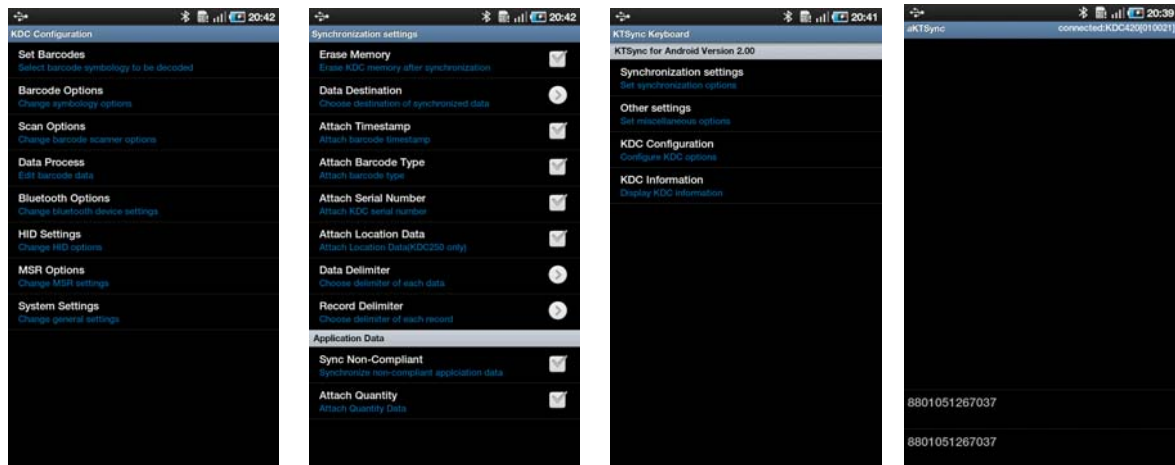 20:42
KDC Configuration
Set Barcodes
Select barcode symbology to be decoded
Barcode Options
Change symbology options
Scan Options
Change barcode scanner options
Data Process
Edit barcode data
Bluetooth Options
Change bluetooth device settings
HID Settings
Change HID options
MSR Options
Change MSR settings
System Settings
Change general settings
20:42
Synchronization settings
Erase Memory
Erase KDC memory after synchronization
Data Destination
Choose destination of synchronized data
Attach Timestamp
Attach barcode timestamp
Attach Barcode Type
Attach barcode type
Attach Serial Number
Attach KDC serial number
Attach Location Data
Attach Location Data(KDC250 only)
Data Delimiter
Choose delimiter of each data
Record Delimiter
Choose delimiter of each record
Application Data
Sync Non-Compliant
Synchronize non-compliant applciation data
Attach Quantity
Attach Quantity Data
20:41
KTSync Keyboard
KTSync for Android Version 2.00
Synchronization settings
Set synchronization options
Other settings
Set miscellaneous options
KDC Configuration
Configure KDC options
KDC Information
Display KDC information
20:39
aKTSync connected:KDC420[010021]
8801051267037
8801051267037